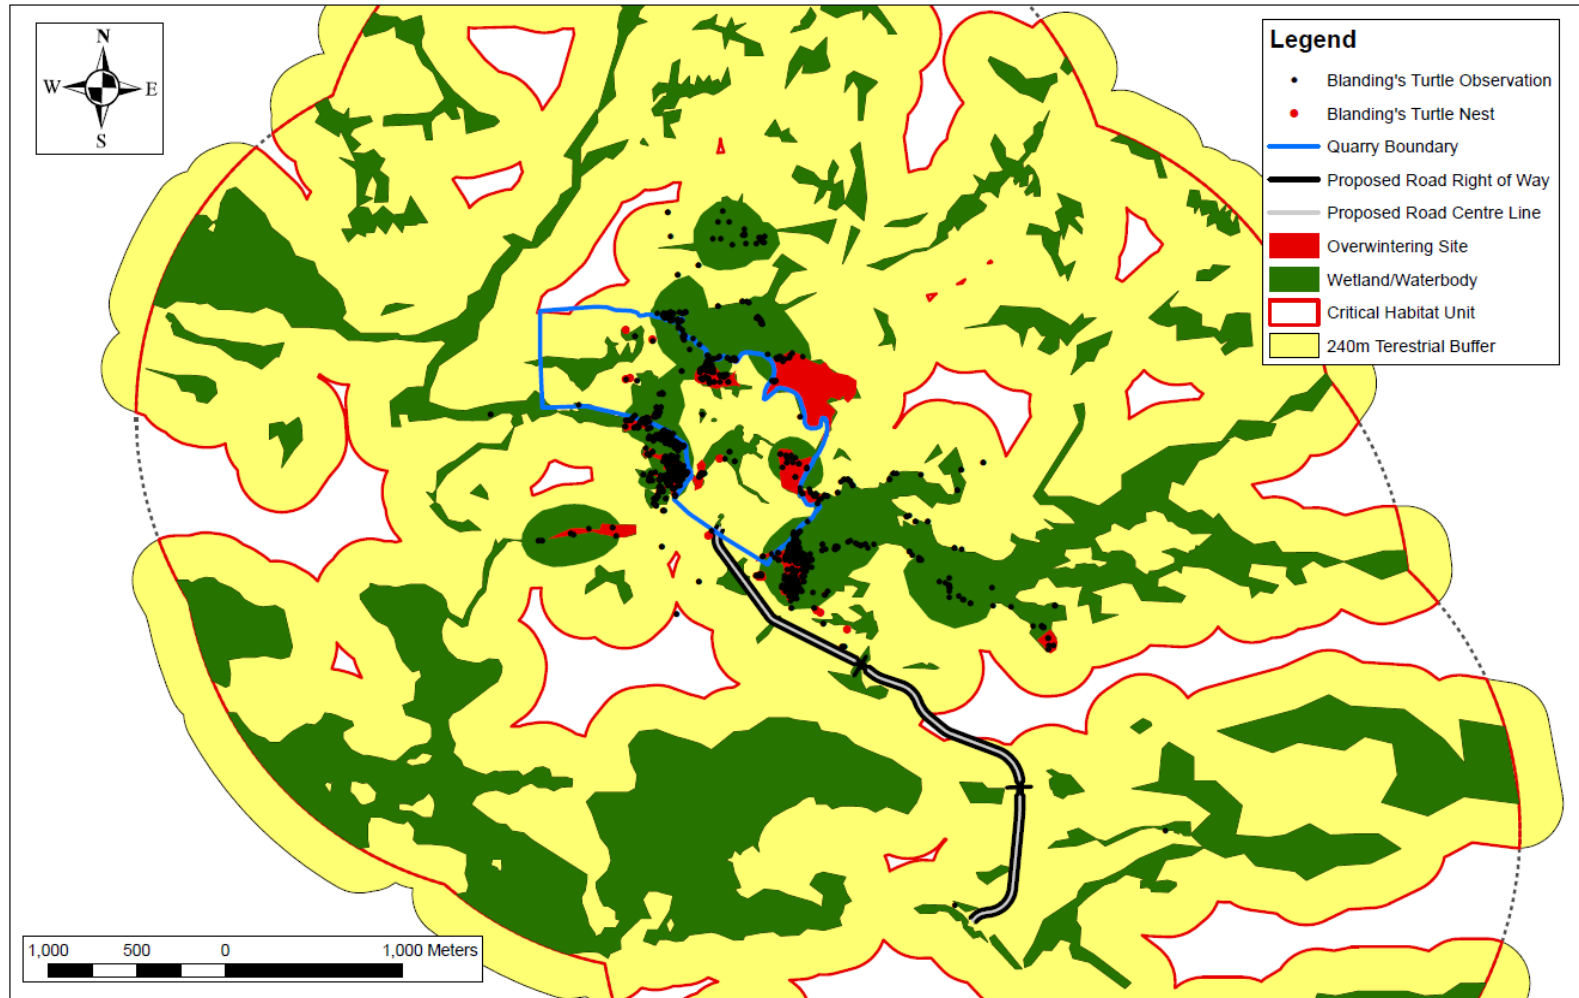 N
W E
S
Legend
Blanding's Turtle Observation
Blanding's Turtle Nest
Quarry Boundary
Proposed Road Right of Way
Proposed Road Centre Line
Overwintering Site
Wetland/Waterbody
Critical Habitat Unit
240m Terestrial Buffer
1,000 500 0 1,000 Meters